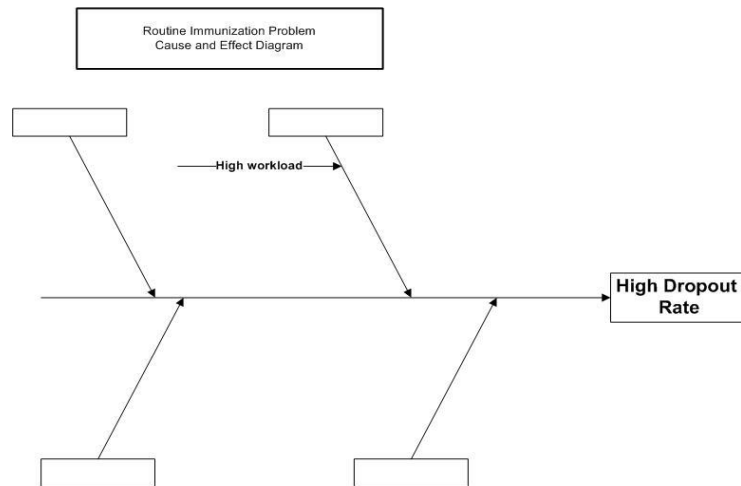 Routine Immunization Problem
Cause and Effect Diagram
High workload
High Dropout
Rate